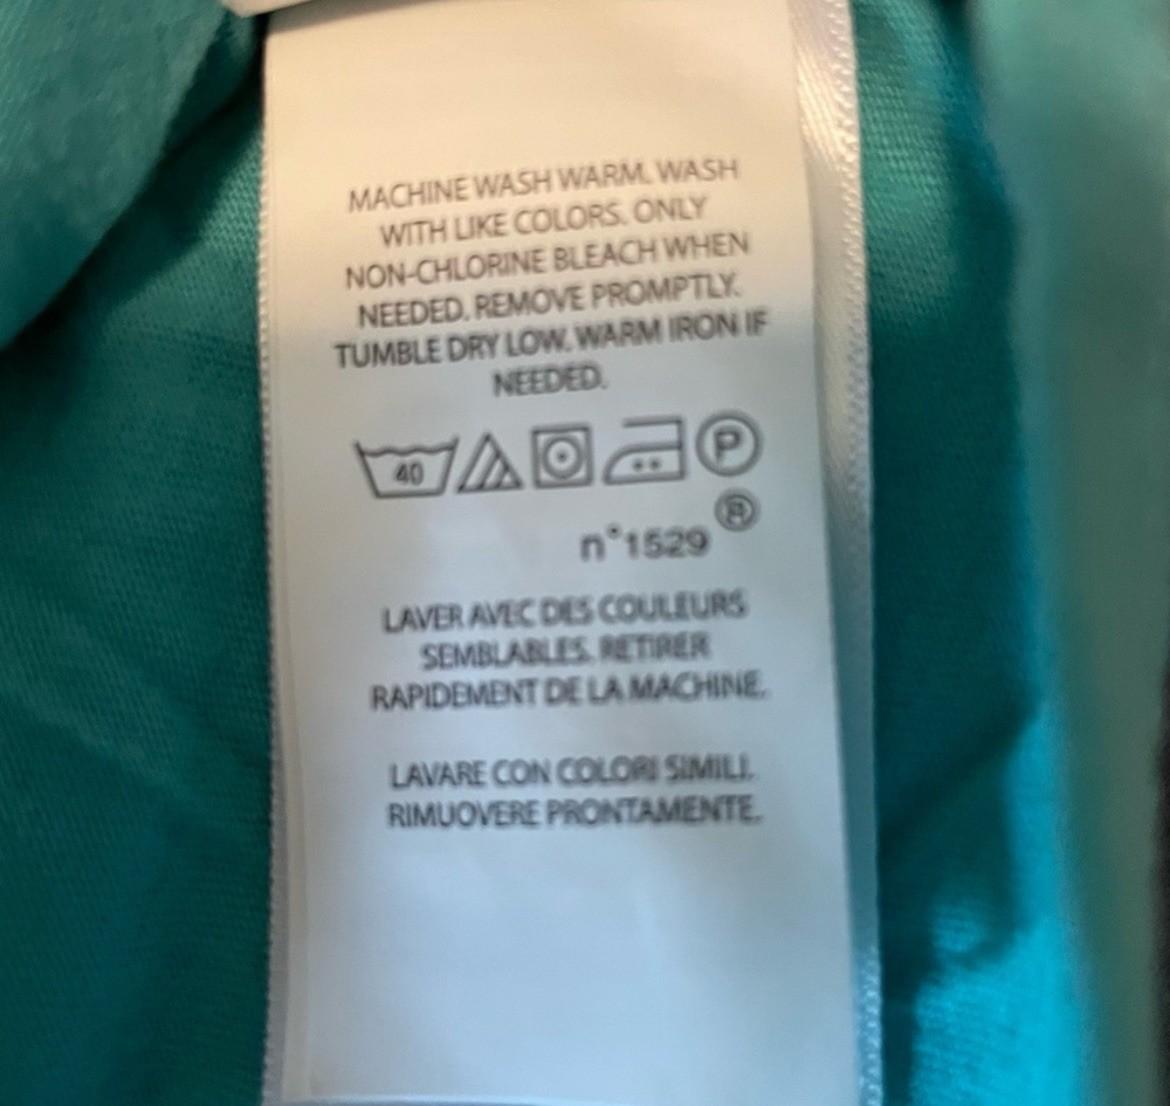 MACHINE WASH WARM. WASH
WITH LIKE COLORS. ONLY
NON-CHLORINE BLEACH WHEN
NEEDED. REMOVE PROMPTLY.
TUMBLE DRY LOW. WARM IRON IF
NEEDED.
40 P
®
n°1529
LAVER AVEC DES COULEURS
SEMBLABLES. RETIRER
RAPIDEMENT DE LA MACHINE.
LAVARE CON COLORI SIMILI.
RIMUOVERE PRONTAMENTE.